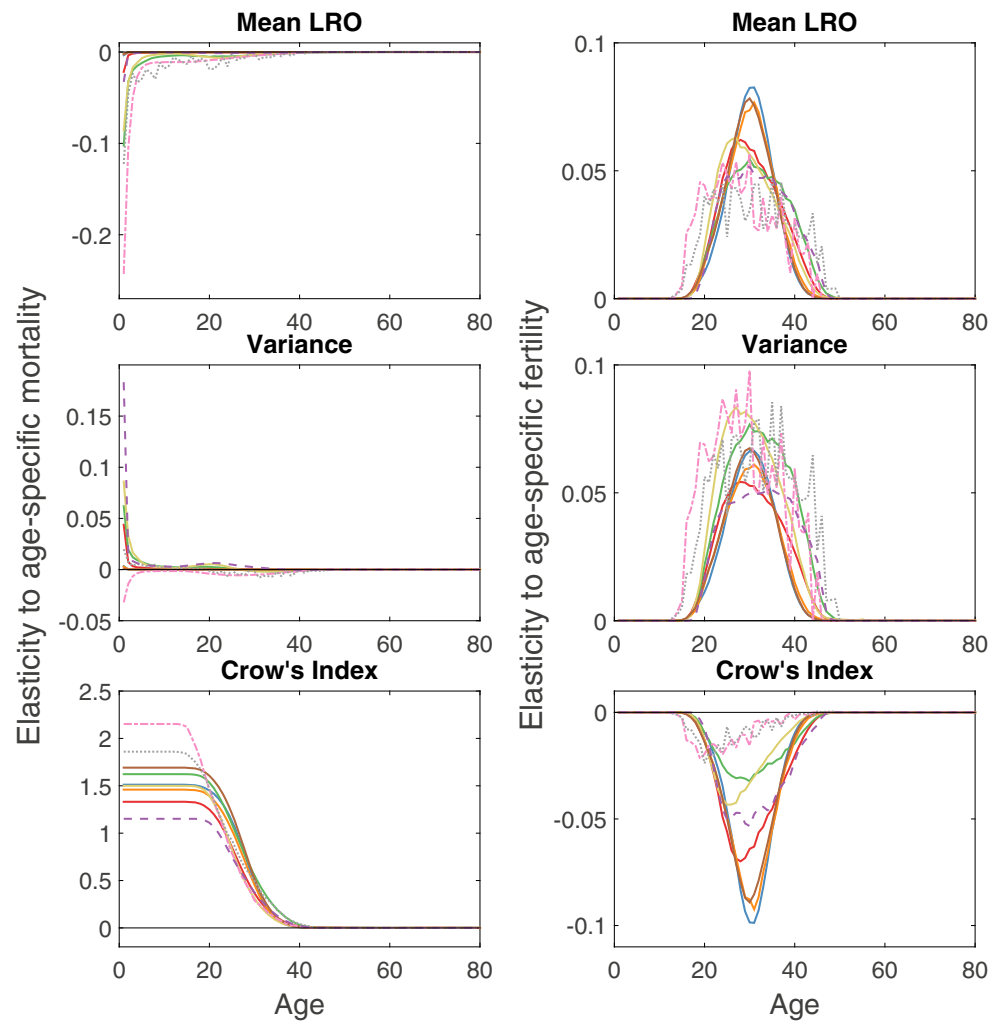 Mean LRO
0
-0.1
-0.2
0 20 40 60 80
Mean LRO
0.1
0.05
0
0 20 40 60 80
Variance
0.15
0.1
0.05
0
-0.05
0 20 40 60 80
Variance
0.1
0.05
0
0 20 40 60 80
Crow's Index
2.5
2
1.5
1
0.5
0
0 20 40 60 80
Age
Crow's Index
0
-0.05
-0.1
0 20 40 60 80
Age
Elasticity to age-specific mortality
Elasticity to age-specific fertility